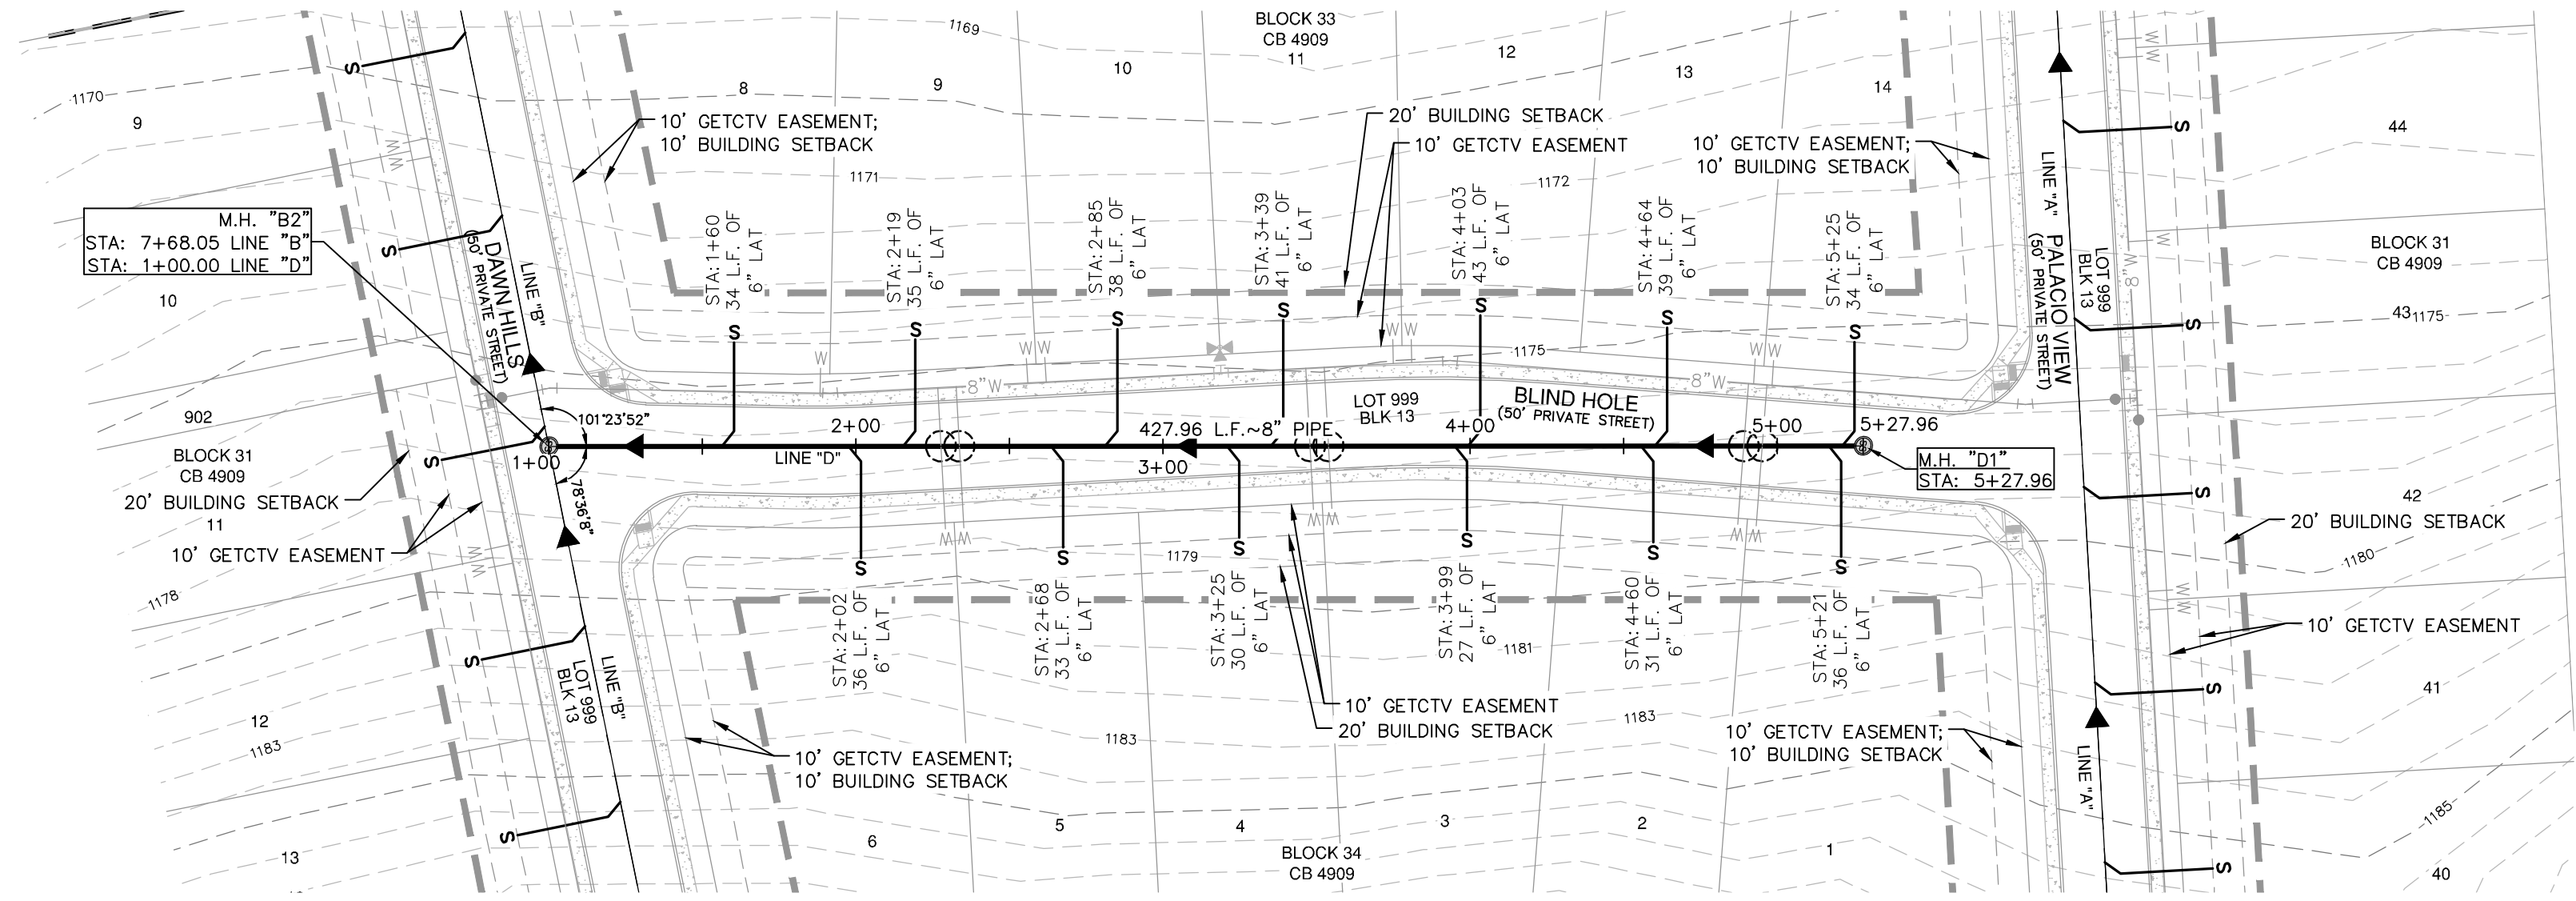 BLOCK 33
CB 4909
11
1169
12
10
13
9
8
14
1170
9
44
10' GETCTV EASEMENT;
10' BUILDING SETBACK
20' BUILDING SETBACK
10' GETCTV EASEMENT
10' GETCTV EASEMENT;
10' BUILDING SETBACK
1171
1172
M.H. "B2"
STA: 7+68.05 LINE "B"
STA: 1+00.00 LINE "D"
DAWN HILLS
(50' PRIVATE STREET)
LINE "B"
STA:1+60
34 L.F. OF
6" LAT
STA:2+19
35 L.F. OF
6" LAT
STA:2+85
38 L.F. OF
6" LAT
STA:3+39
41 L.F. OF
6" LAT
STA:4+03
43 L.F. OF
6" LAT
STA:4+64
39 L.F. OF
6" LAT
STA:5+25
34 L.F. OF
6" LAT
LINE "A"
PALACIO VIEW
(50' PRIVATE STREET)
LOT 999
BLK 13
8" W
BLOCK 31
CB 4909
10
43
1175
S S S S S S S
W
W W
W W
W W
1175
8"W
8"W
902
101°23'52"
LOT 999
BLK 13
BLIND HOLE
(50' PRIVATE STREET)
2+00
427.96 L.F.~8" PIPE
4+00
5+00
5+27.96
1+00
LINE "D"
3+00
M.H. "D1"
STA: 5+27.96
78°36'8"
BLOCK 31
CB 4909
20' BUILDING SETBACK
11
10' GETCTV EASEMENT
42
20' BUILDING SETBACK
W W
W W
W W
S S S S S S
1179
1180
1178
STA:2+02
36 L.F. OF
6" LAT
STA:2+68
33 L.F. OF
6" LAT
STA:3+25
30 L.F. OF
6" LAT
STA:3+99
27 L.F. OF
6" LAT
STA:4+60
31 L.F. OF
6" LAT
STA:5+21
36 L.F. OF
6" LAT
1181
10' GETCTV EASEMENT
LOT 999
BLK 13
LINE "B"
10' GETCTV EASEMENT
20' BUILDING SETBACK
41
12
1183
1183
1183
10' GETCTV EASEMENT;
10' BUILDING SETBACK
10' GETCTV EASEMENT;
10' BUILDING SETBACK
LINE "A"
1185
6
5
4
3
2
1
13
BLOCK 34
CB 4909
40